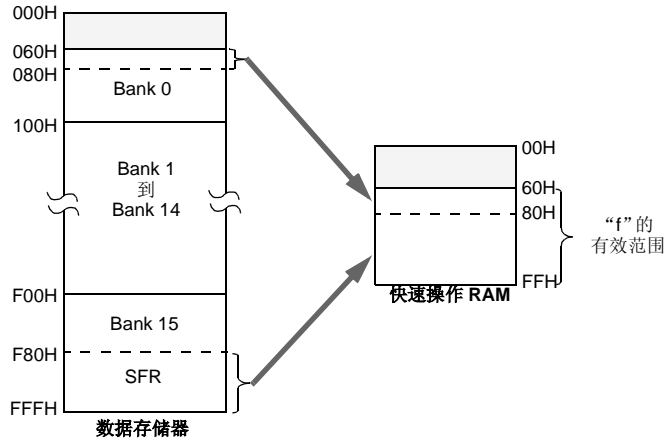 000H
060H
080H
Bank 0
100H
Bank 1
到
Bank 14
F00H
Bank 15
F80H
SFR
FFFH
数据存储器
00H
60H
80H
FFH
快速操作 RAM
“f”的
有效范围